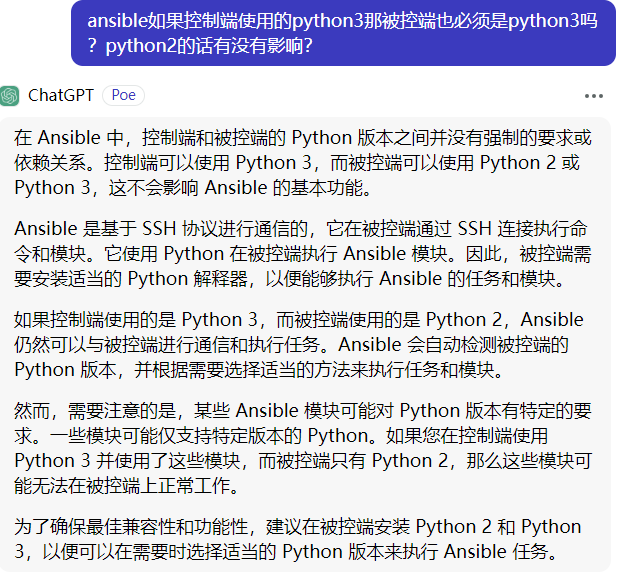 ansible如果控制端使用的python3那被控端也必须是python3吗
？python2的话有没有影响？
ChatGPT Poe
在 Ansible 中，控制端和被控端的 Python 版本之间并没有强制的要求或
依赖关系。控制端可以使用 Python 3，而被控端可以使用 Python 2 或
Python 3，这不会影响 Ansible 的基本功能。
Ansible 是基于 SSH 协议进行通信的，它在被控端通过 SSH 连接执行命
令和模块。它使用 Python 在被控端执行 Ansible 模块。因此，被控端需
要安装适当的 Python 解释器，以便能够执行 Ansible 的任务和模块。
如果控制端使用的是 Python 3，而被控端使用的是 Python 2，Ansible
仍然可以与被控端进行通信和执行任务。Ansible 会自动检测被控端的
Python 版本，并根据需要选择适当的方法来执行任务和模块。
然而，需要注意的是，某些 Ansible 模块可能对 Python 版本有特定的要
求。一些模块可能仅支持特定版本的 Python。如果您在控制端使用
Python 3 并使用了这些模块，而被控端只有 Python 2，那么这些模块可
能无法在被控端上正常工作。
为了确保最佳兼容性和功能性，建议在被控端安装 Python 2 和 Python
3，以便可以在需要时选择适当的 Python 版本来执行 Ansible 任务。